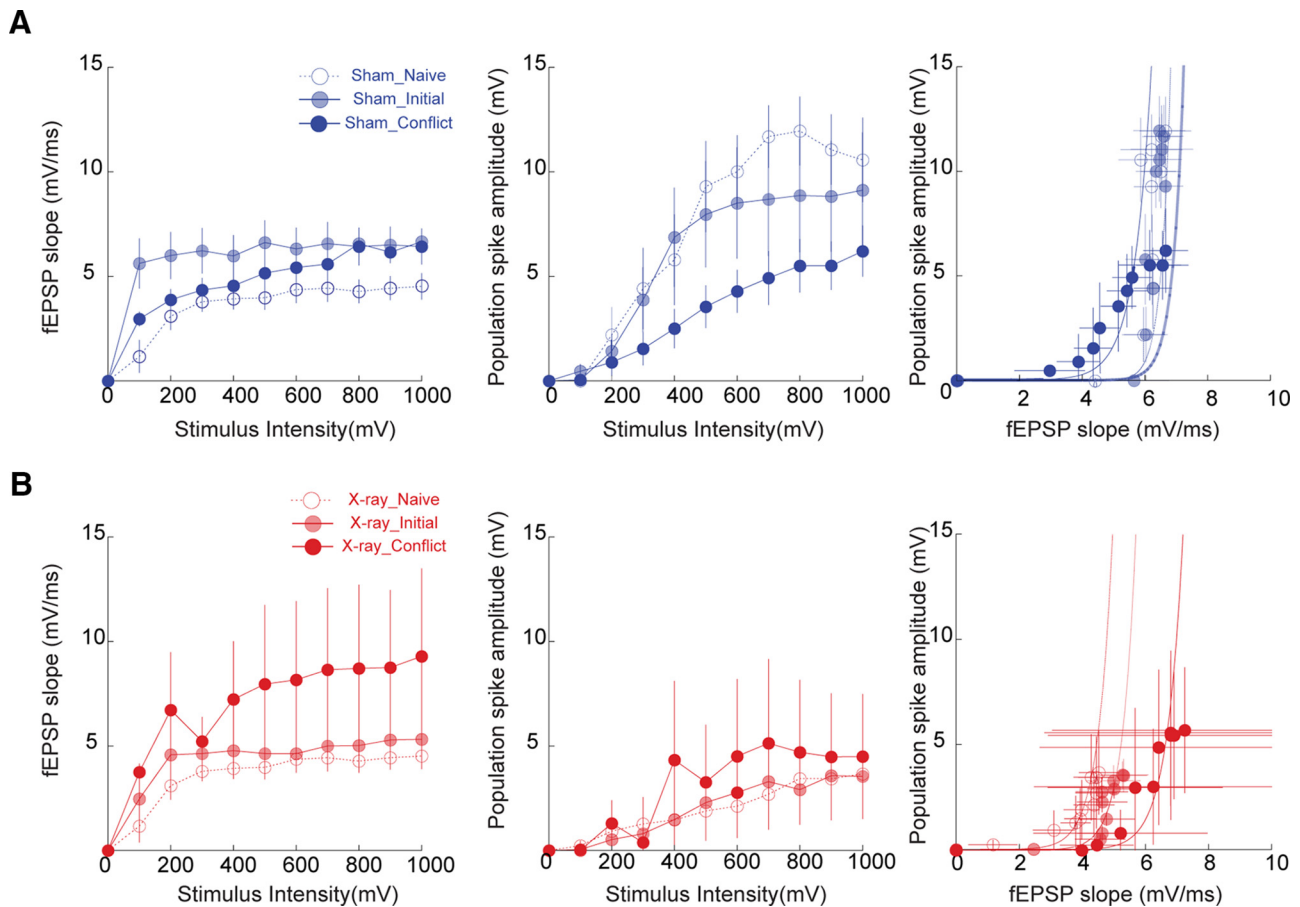 A
fEPSP slope (mV/ms)
15
10
5
0 200 400 600 800 1000
Stimulus Intensity(mV)
Sham_Naive
Sham_Initial
Sham_Conflict
Population spike amplitude (mV)
15
10
5
0 200 400 600 800 1000
Stimulus Intensity(mV)
Population spike amplitude (mV)
15
10
5
0
2 4 6 8 10
fEPSP slope (mV/ms)
B
fEPSP slope (mV/ms)
15
10
5
0 200 400 600 800 1000
Stimulus Intensity(mV)
X-ray_Naive
X-ray_Initial
X-ray_Conflict
Population spike amplitude (mV)
15
10
5
0 200 400 600 800 1000
Stimulus Intensity(mV)
Population spike amplitude (mV)
15
10
5
0
2 4 6 8 10
fEPSP slope (mV/ms)